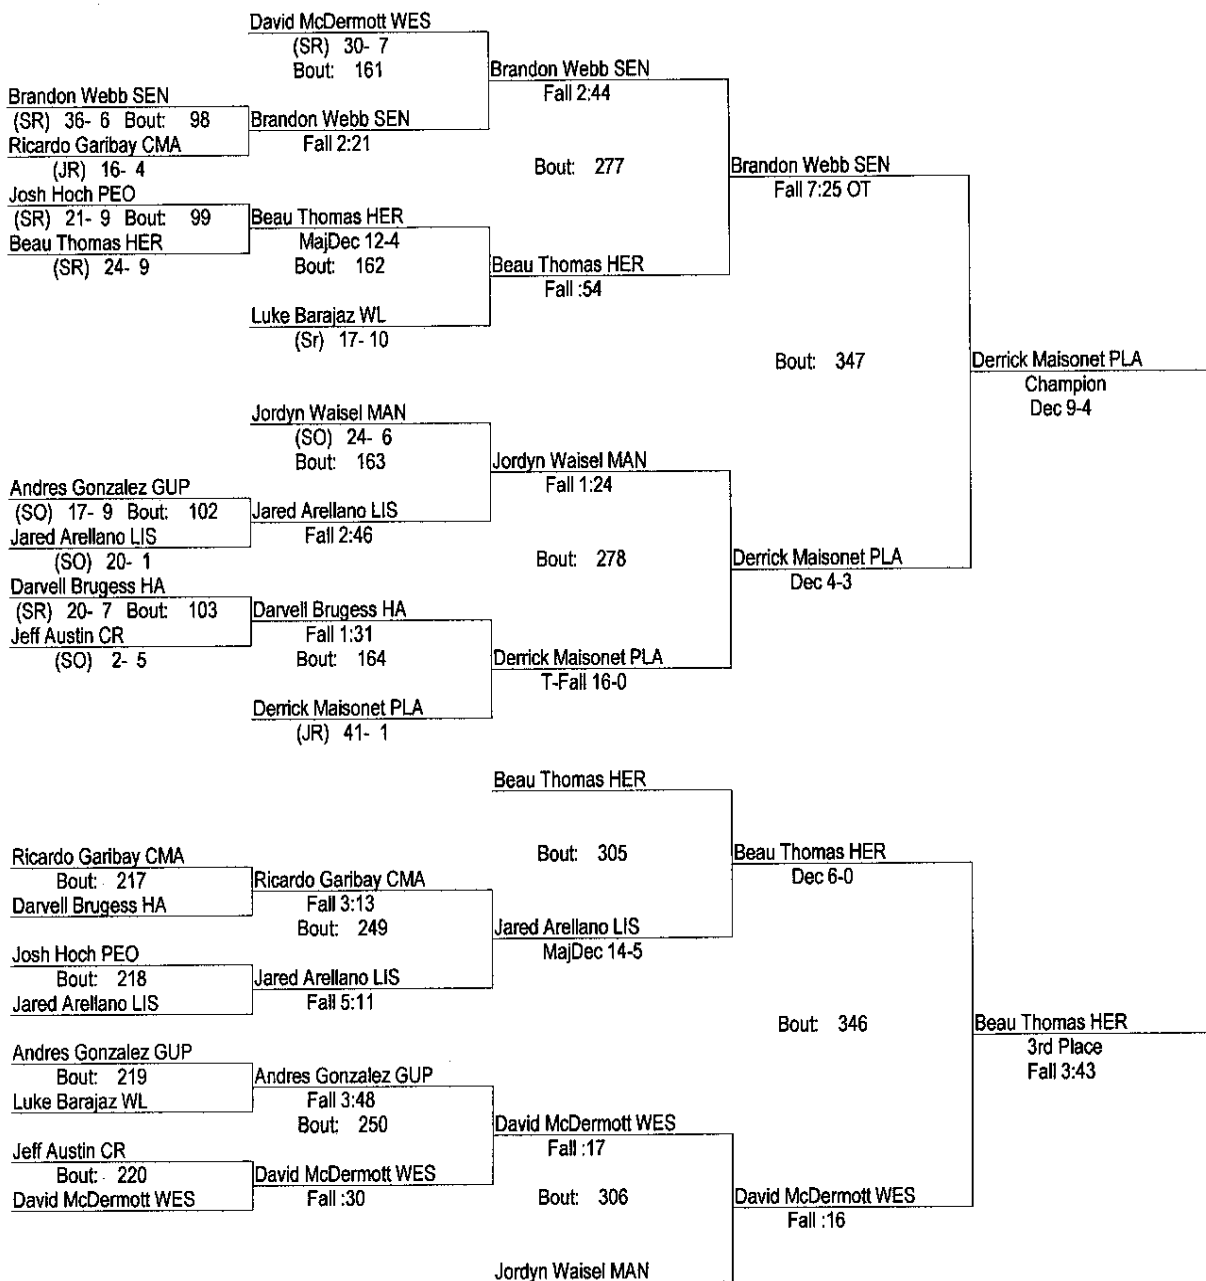 David McDermott WES
(SR) 30- 7
Bout: 161
Brandon Webb SEN
Fall 2:44
Brandon Webb SEN
(SR) 36- 6 Bout: 98
Brandon Webb SEN
Fall 2:21
Ricardo Garibay CMA
(JR) 16- 4
Bout: 277
Brandon Webb SEN
Fall 7:25 OT
Josh Hoch PEO
(SR) 21- 9 Bout: 99
Beau Thomas HER
MajDec 12-4
Bout: 162
Beau Thomas HER
(SR) 24- 9
Beau Thomas HER
Fall :54
Luke Barajaz WL
(Sr) 17- 10
Bout: 347
Derrick Maisonet PLA
Champion
Dec 9-4
Jordyn Waisel MAN
(SO) 24- 6
Bout: 163
Jordyn Waisel MAN
Fall 1:24
Andres Gonzalez GUP
(SO) 17- 9 Bout: 102
Jared Arellano LIS
Fall 2:46
Jared Arellano LIS
(SO) 20- 1
Bout: 278
Derrick Maisonet PLA
Dec 4-3
Darvell Brugess HA
(SR) 20- 7 Bout: 103
Darvell Brugess HA
Fall 1:31
Bout: 164
Jeff Austin CR
(SO) 2- 5
Derrick Maisonet PLA
T-Fall 16-0
Derrick Maisonet PLA
(JR) 41- 1
Beau Thomas HER
Bout: 305
Beau Thomas HER
Dec 6-0
Ricardo Garibay CMA
Bout: 217
Darvell Brugess HA
Ricardo Garibay CMA
Fall 3:13
Bout: 249
Jared Arellano LIS
MajDec 14-5
Josh Hoch PEO
Bout: 218
Jared Arellano LIS
Jared Arellano LIS
Fall 5:11
Bout: 346
Beau Thomas HER
3rd Place
Fall 3:43
Andres Gonzalez GUP
Bout: 219
Luke Barajaz WL
Andres Gonzalez GUP
Fall 3:48
Bout: 250
David McDermott WES
Fall :17
Jeff Austin CR
Bout: 220
David McDermott WES
David McDermott WES
Fall :30
Bout: 306
David McDermott WES
Fall :16
Jordyn Waisel MAN